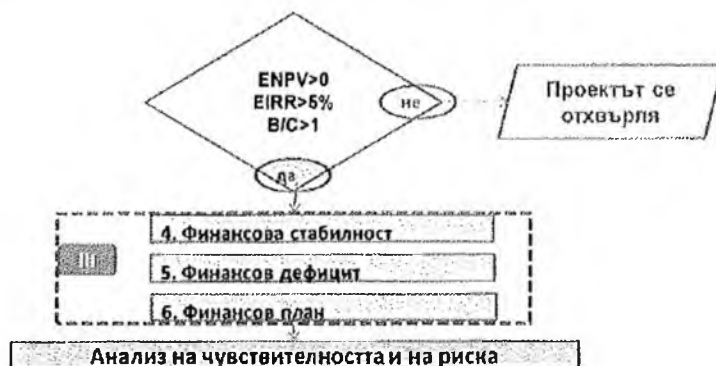 ENPV>0
EIRR>5%
B/C>1
не
Проектът се
отхвърля
да
4. Финансова стабилност
III
5. Финансов дефицит
6. Финансов план
Анализ на чувствителността и на риска